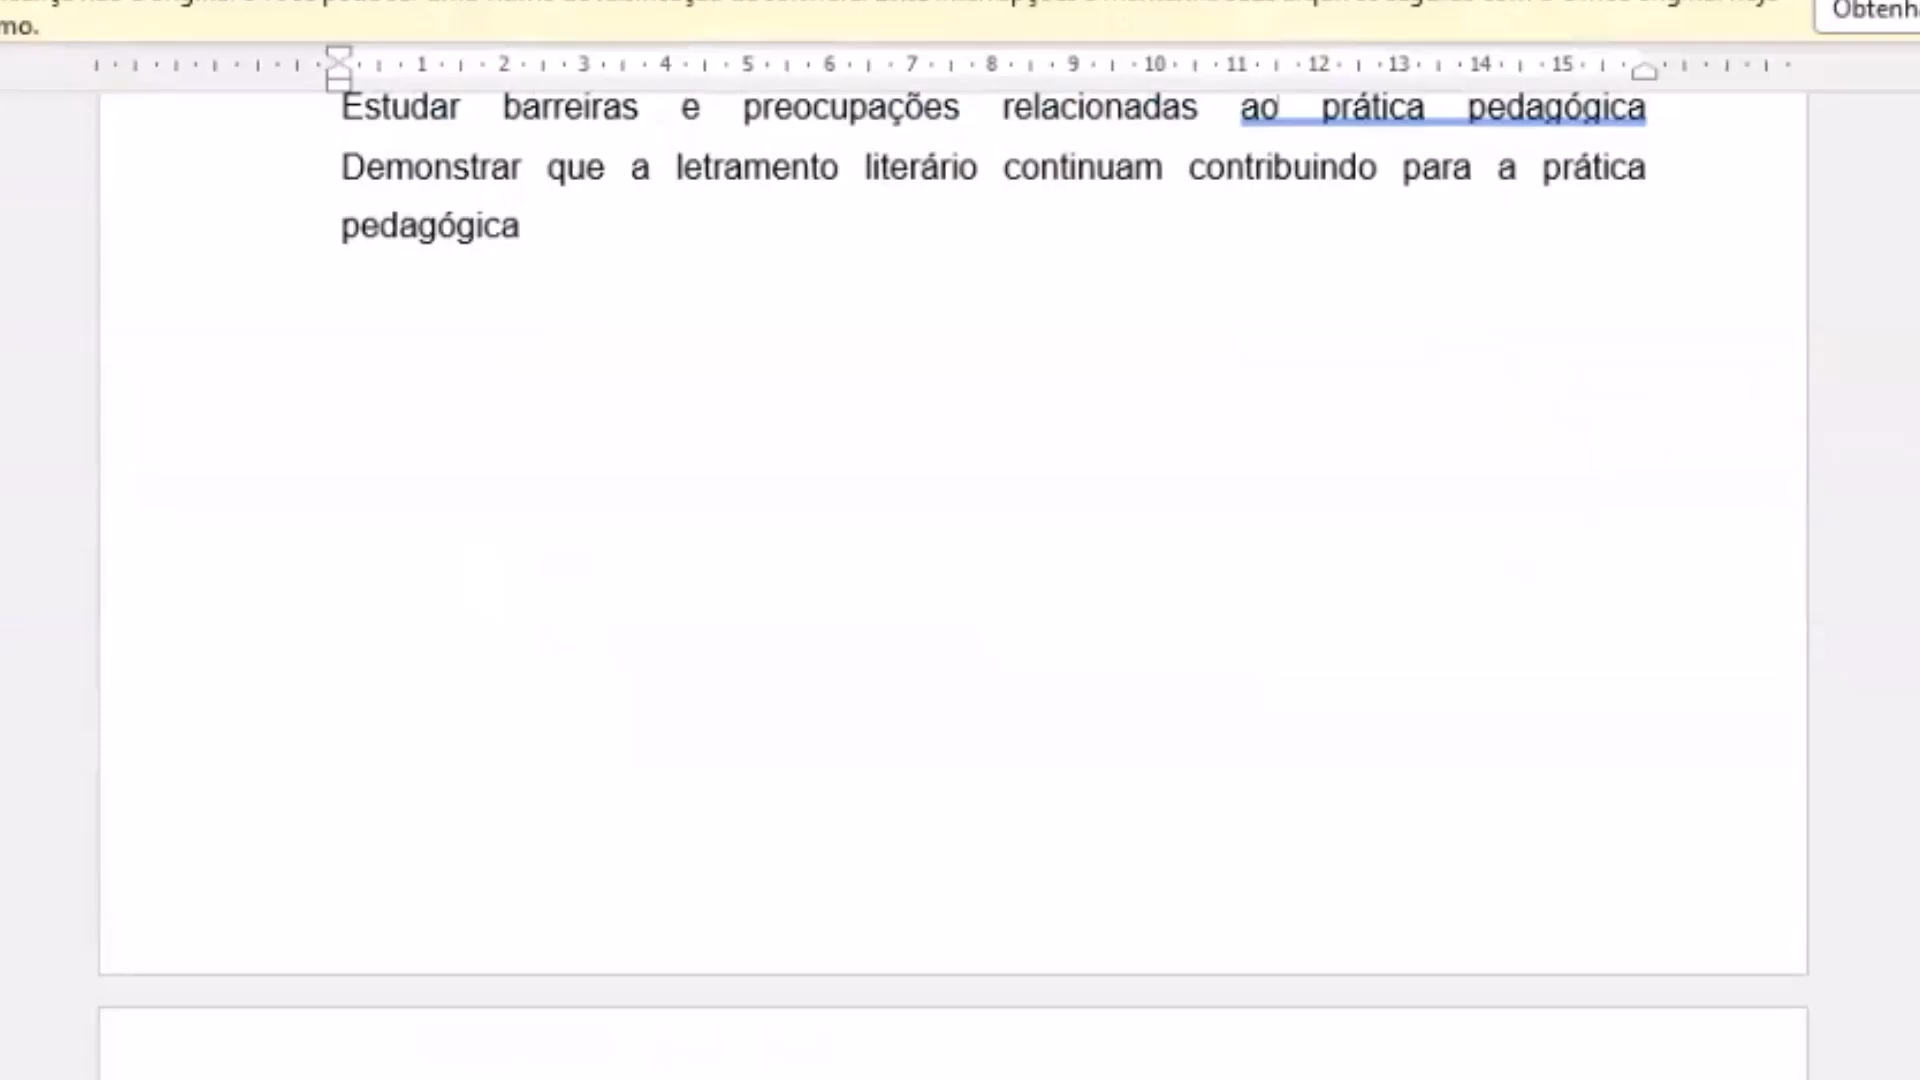 mo.
Obtenh
1 2 3 4 5 6 7 8 9 10 11 12 13 14 15
Estudar barreiras e preocupações relacionadas ao prática pedagógica
Demonstrar que a letramento literário continuam contribuindo para a prática
pedagógica